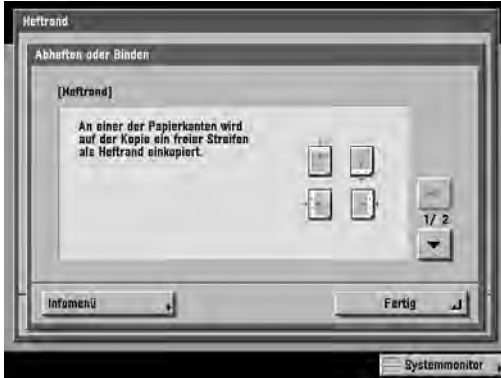 Heftrand
Abheften oder Binden
[Heftrand]
An einer der Papierkanten wird
auf der Kopie ein freier Streifen
als Heftrand einkopiert.
1/ 2
Infomenü
Fertig
Systemmonitor